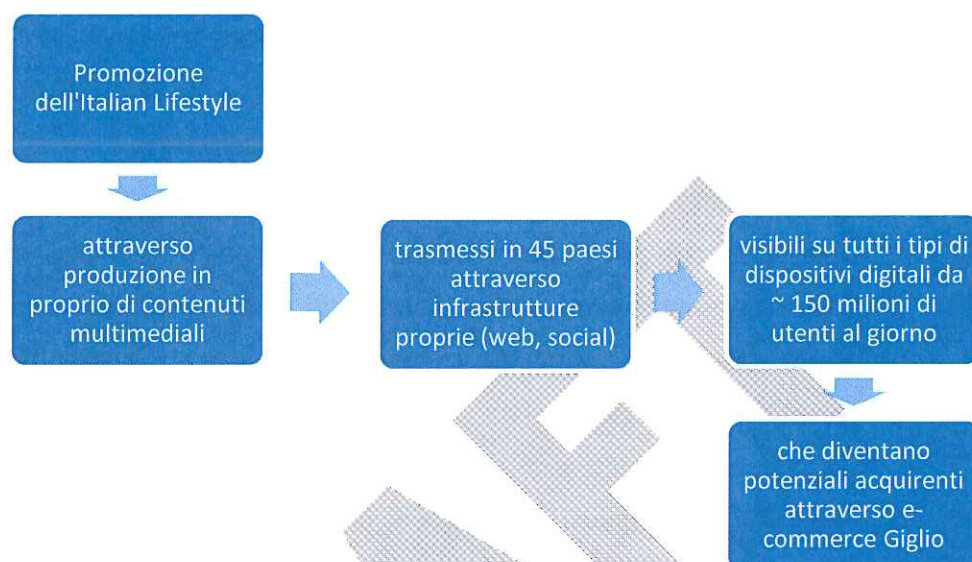 Promozione
dell'Italian Lifestyle
attraverso
produzione in
proprio di contenuti
multimediali
trasmessi in 45 paesi
attraverso
infrastrutture
proprie (web, social)
visibili su tutti i tipi di
dispositivi digitali da
~ 150 milioni di
utenti al giorno
che diventano
potenziali acquirenti
attraverso e-
commerce Giglio